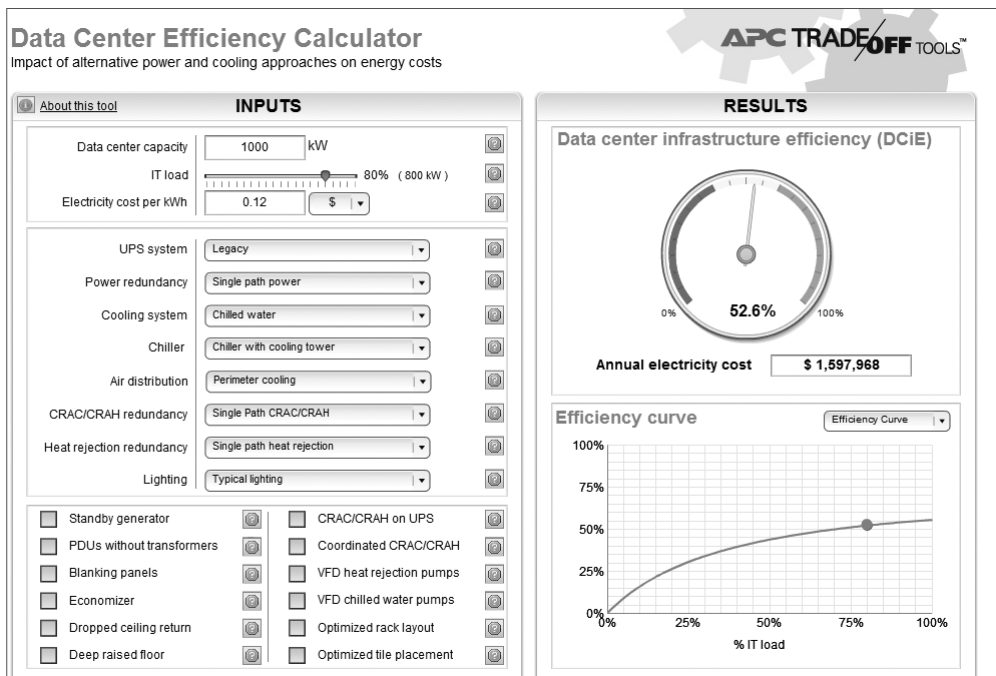 Data Center Efficiency Calculator
Impact of alternative power and cooling approaches on energy costs
APC TRADE/OFF TOOLS™
About this tool
INPUTS
Data center capacity 1000 kW
IT load 80% ( 800 kW )
Electricity cost per kWh 0.12 $
UPS system Legacy
Power redundancy Single path power
Cooling system Chilled water
Chiller Chiller with cooling tower
Air distribution Perimeter cooling
CRAC/CRAH redundancy Single Path CRAC/CRAH
Heat rejection redundancy Single path heat rejection
Lighting Typical lighting
Standby generator
PDUs without transformers
Blanking panels
Economizer
Dropped ceiling return
Deep raised floor
CRAC/CRAH on UPS
Coordinated CRAC/CRAH
VFD heat rejection pumps
VFD chilled water pumps
Optimized rack layout
Optimized tile placement
RESULTS
Data center infrastructure efficiency (DCiE)
0% 52.6% 100%
Annual electricity cost $ 1,597,968
Efficiency curve Efficiency Curve
100%
75%
50%
25%
0%
0% 25% 50% 75% 100%
% IT load